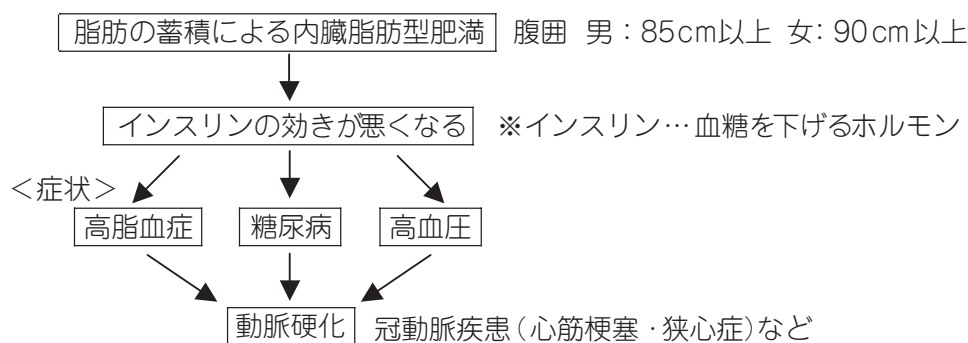 脂肪の蓄積による内臓脂肪型肥満 腹囲 男：85cm以上 女：90cm以上
インスリンの効きが悪くなる ※インスリン…血糖を下げるホルモン
＜症状＞
高脂血症 糖尿病 高血圧
動脈硬化 冠動脈疾患（心筋梗塞・狭心症）など